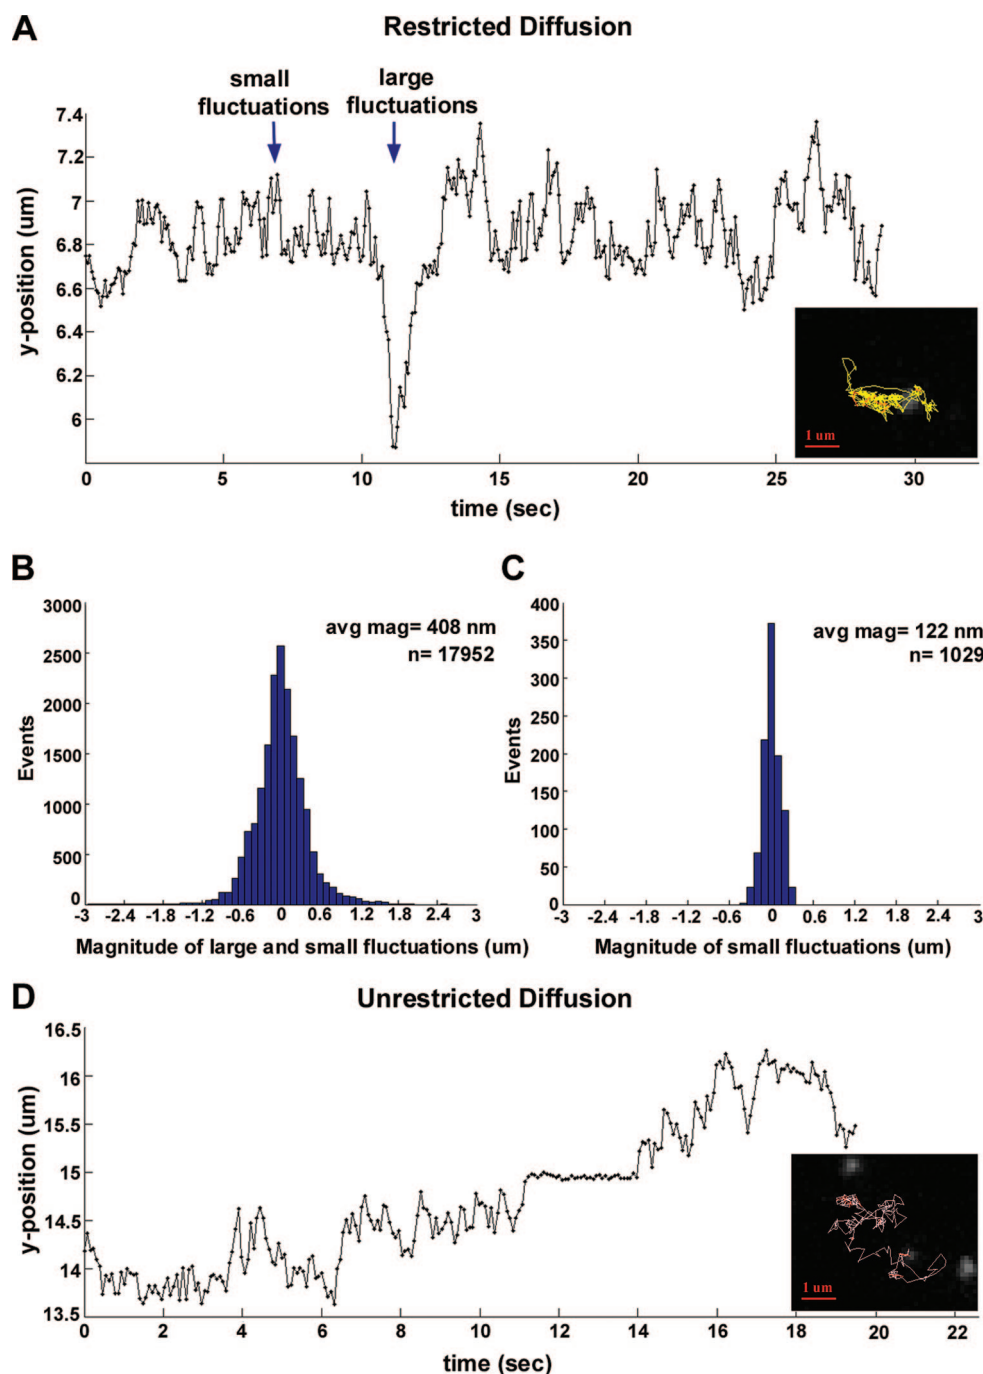 A
Restricted Diffusion
small
fluctuations
large
fluctuations
7.4
7.2
7
6.8
6.6
6.4
6.2
6
y-position (um)
1 um
0 5 10 15 20 25 30
time (sec)
B
3000
2500
2000
1500
1000
500
0
Events
avg mag= 408 nm
n= 17952
-3 -2.4 -1.8 -1.2 -0.6 0 0.6 1.2 1.8 2.4 3
Magnitude of large and small fluctuations (um)
C
400
350
300
250
200
150
100
50
0
Events
avg mag= 122 nm
n= 1029
-3 -2.4 -1.8 -1.2 -0.6 0 0.6 1.2 1.8 2.4 3
Magnitude of small fluctuations (um)
D
Unrestricted Diffusion
16.5
16
15.5
15
14.5
14
13.5
y-position (um)
1 um
0 2 4 6 8 10 12 14 16 18 20 22
time (sec)